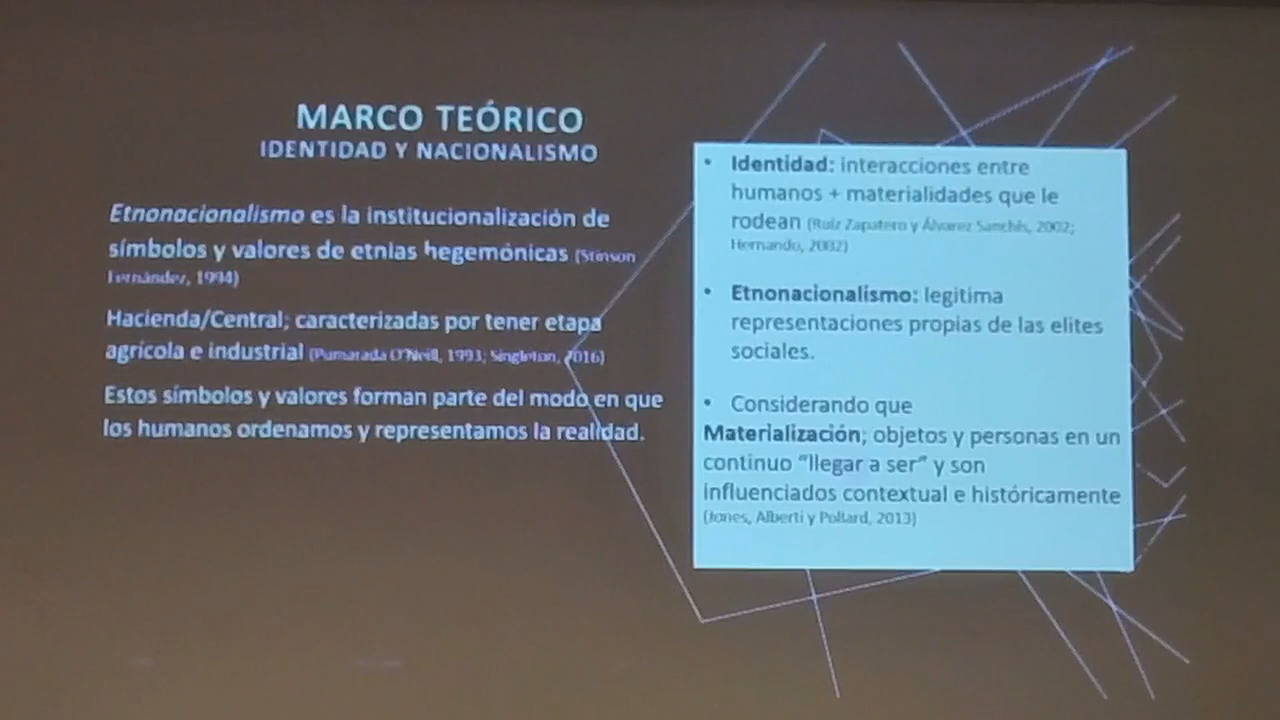 MARCO TEÓRICO
IDENTIDAD Y NACIONALISMO
Etnonacionalismo es la institucionalización de
símbolos y valores de etnias hegemónicas (Stinson
Fernández, 1994)
Hacienda/Central; caracterizadas por tener etapa
agrícola e industrial (Pumarada O'Neill, 1993; Singleton, 2016)
Estos símbolos y valores forman parte del modo en que
los humanos ordenamos y representamos la realidad.
• Identidad: interacciones entre
humanos + materialidades que le
rodean (Ruiz Zapatero y Álvarez Sanchís, 2002;
Hernando, 2002)
• Etnonacionalismo: legitima
representaciones propias de las elites
sociales.
• Considerando que
Materialización; objetos y personas en un
continuo "llegar a ser" y son
influenciados contextual e históricamente
(Jones, Alberti y Pollard, 2013)